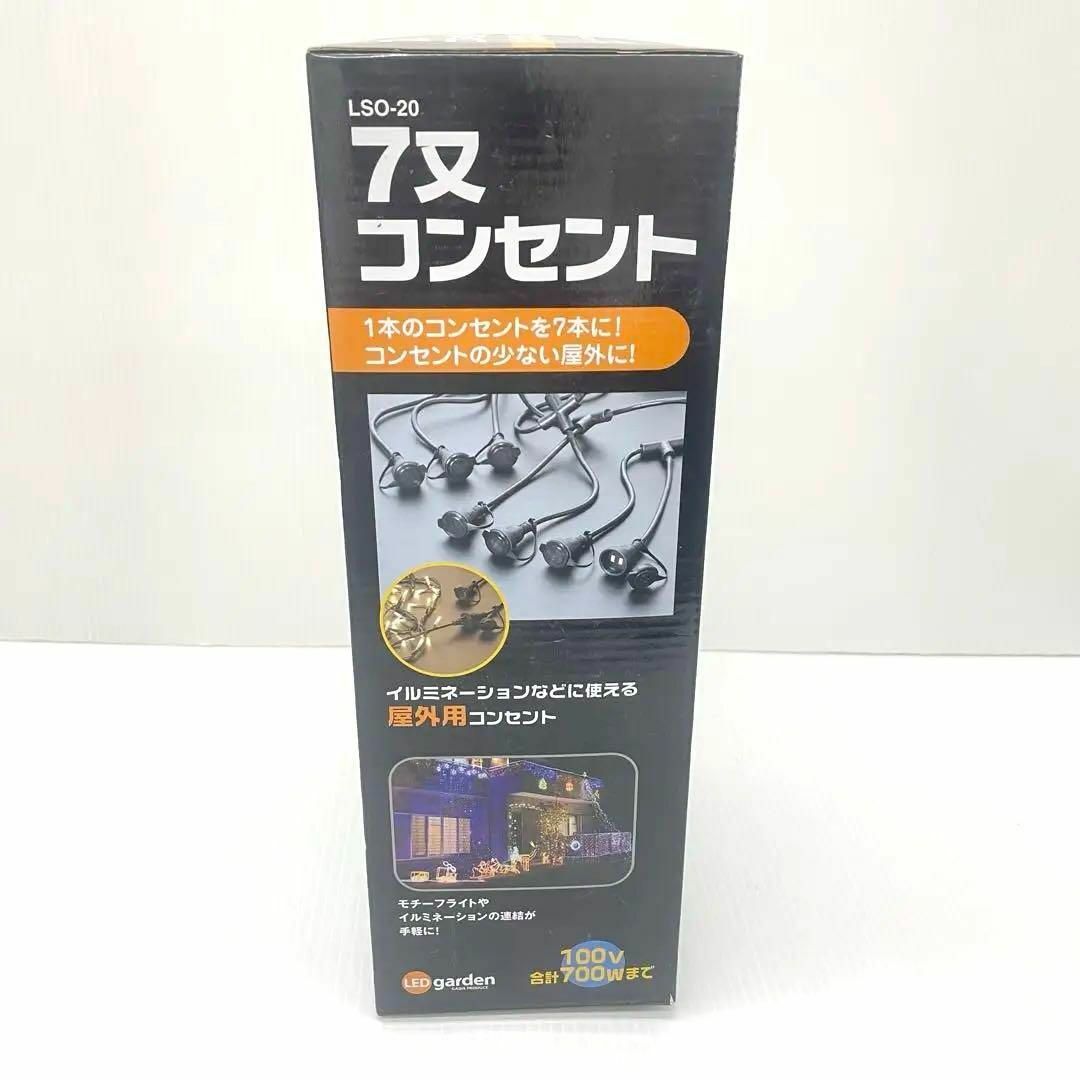 LSO-20
7又
コンセント
1本のコンセントを7本に!
コンセントの少ない屋外に!
イルミネーションなどに使える
屋外用コンセント
モチーフライトや
イルミネーションの連結が
手軽に!
LED garden
100v
合計700wまで